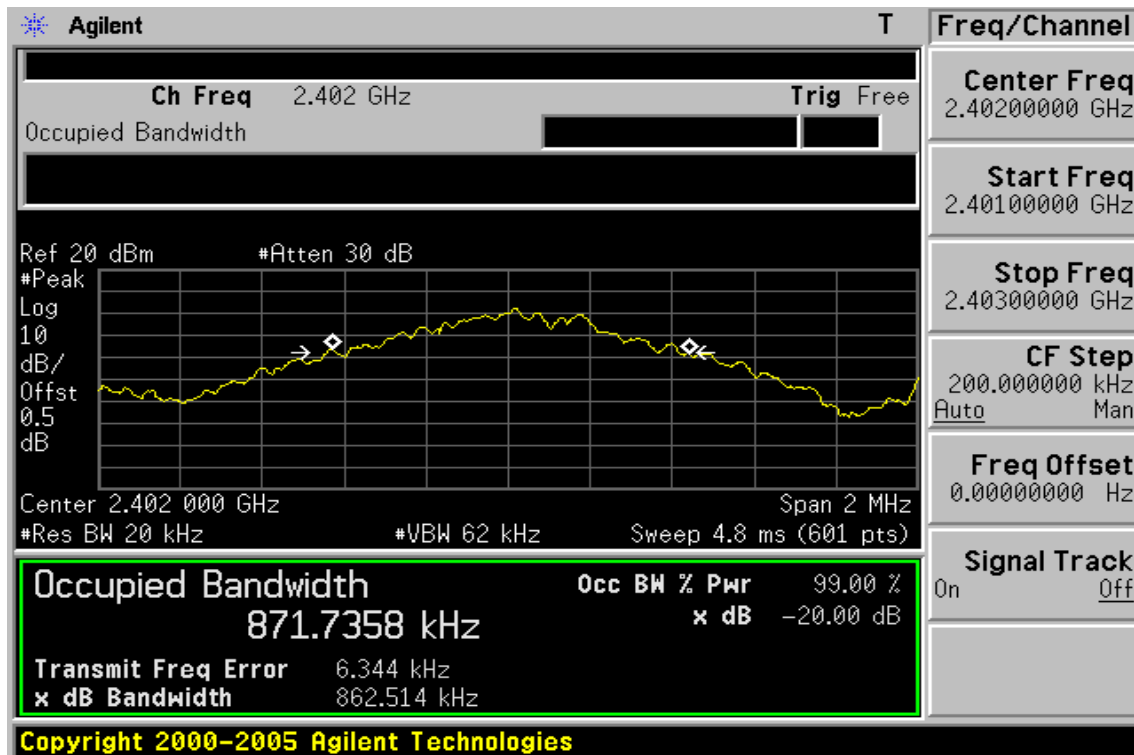 Agilent T
Ch Freq 2.402 GHz Trig Free
Occupied Bandwidth
Ref 20 dBm #Atten 30 dB
#Peak
Log
10
dB/
Offst
0.5
dB
Center 2.402 000 GHz Span 2 MHz
#Res BW 20 kHz #VBW 62 kHz Sweep 4.8 ms (601 pts)
Occupied Bandwidth Occ BW % Pwr 99.00 %
871.7358 kHz x dB -20.00 dB
Transmit Freq Error 6.344 kHz
x dB Bandwidth 862.514 kHz
Copyright 2000-2005 Agilent Technologies
Freq/Channel
Center Freq
2.40200000 GHz
Start Freq
2.40100000 GHz
Stop Freq
2.40300000 GHz
CF Step
200.000000 kHz
Auto Man
Freq Offset
0.00000000 Hz
Signal Track
On Off